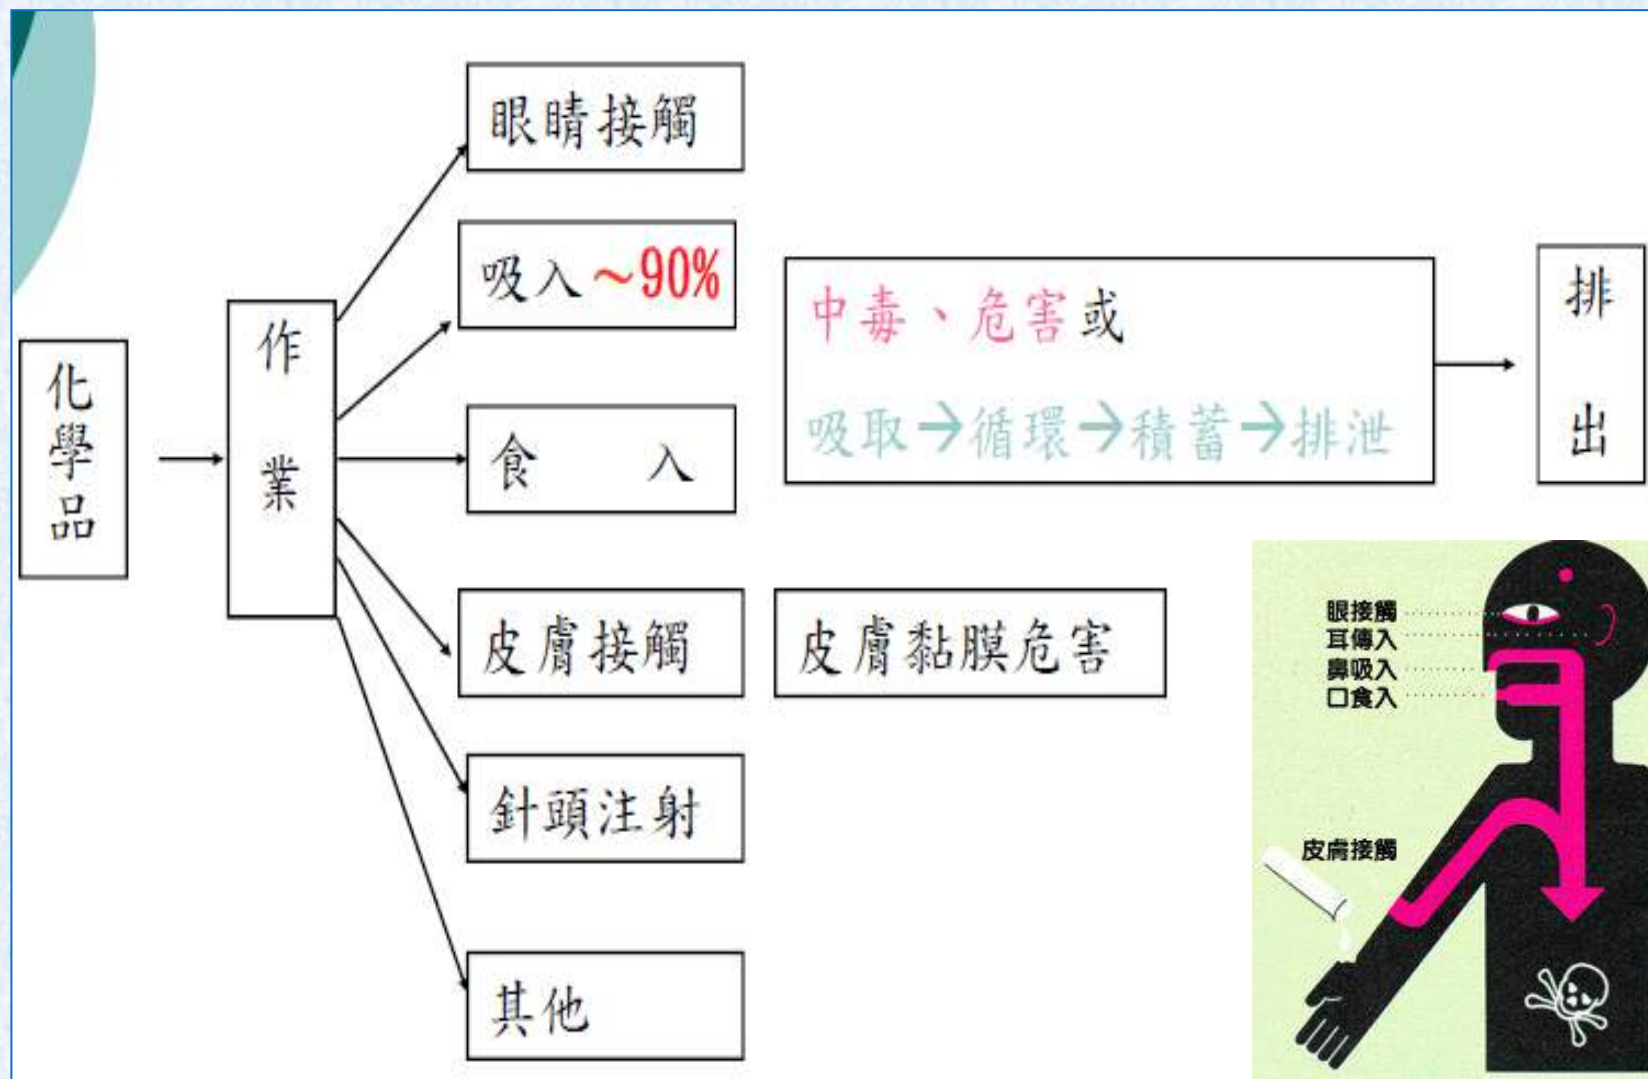 化學品
作業
眼睛接觸
吸入～90%
食 入
皮膚接觸
針頭注射
其他
中毒、危害或
吸取→循環→積蓄→排泄
排出
皮膚黏膜危害
眼接觸
耳傳入
鼻吸入
口食入
皮膚接觸